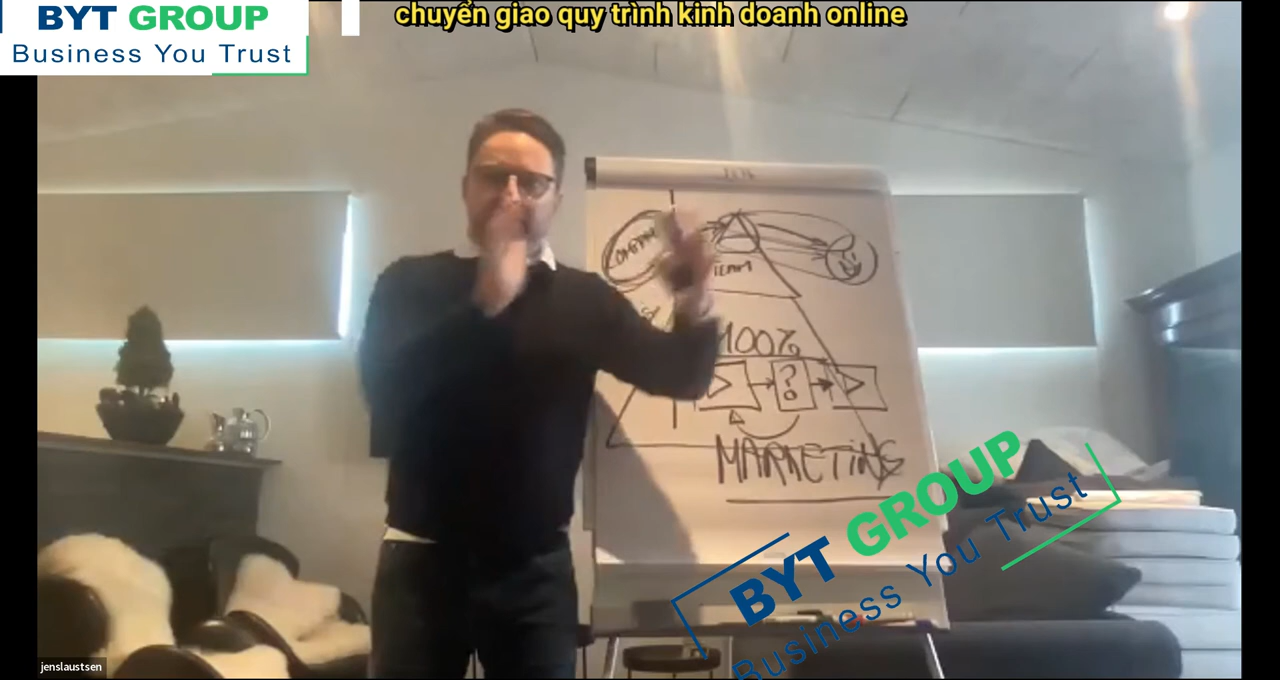 BYT GROUP
Business You Trust
chuyển giao quy trình kinh doanh online
TEAM
100%
?
MARKETING
BYT GROUP
Business You Trust
jenslaustsen